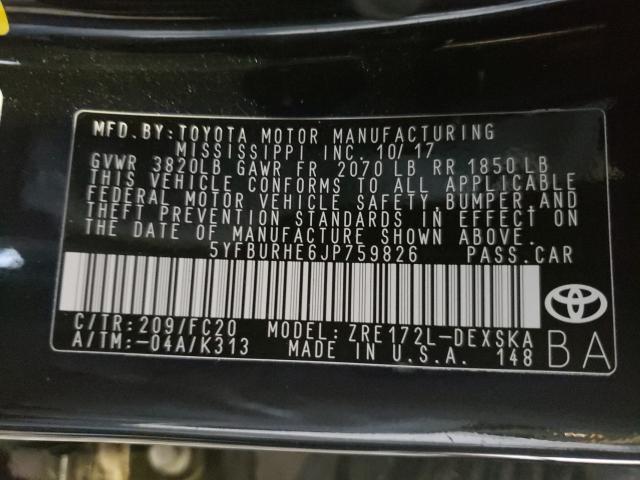 MFD. BY: TOYOTA MOTOR MANUFACTURING
MISSISSIPPI INC. 10/17
GVWR 3820LB GAWR FR 2070 LB RR 1850 LB
THIS VEHICLE CONFORMS TO ALL APPLICABLE
FEDERAL MOTOR VEHICLE SAFETY, BUMPER, AND
THEFT PREVENTION STANDARDS IN EFFECT ON
THE DATE OF MANUFACTURE SHOWN ABOVE.
5YFBURHE6JP759826 PASS. CAR
C/TR: 209/FC20 MODEL: ZRE172L-DEXSKA
A/TM: -04A/K313 MADE IN U.S.A. 148
BA